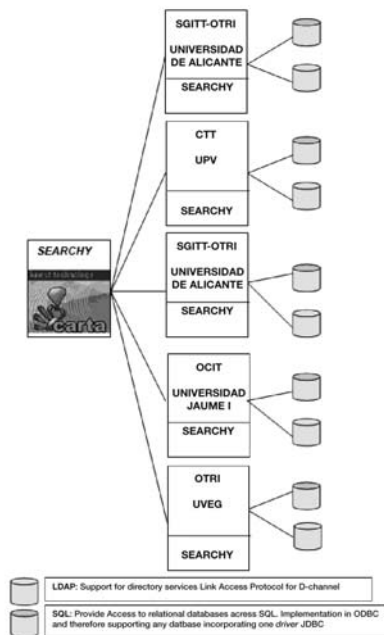 SGITT-OTRI
UNIVERSIDAD
DE ALICANTE
SEARCHY
CTT
UPV
SEARCHY
SEARCHY
carta
SGITT-OTRI
UNIVERSIDAD
DE ALICANTE
SEARCHY
OCIT
UNIVERSIDAD
JAUME I
SEARCHY
OTRI
UVEG
SEARCHY
LDAP: Support for directory services Link Access Protocol for D-channel
SQL: Provide Access to relational databases acress SQL. Implementation in ODBC
and therefore supporting any datbase incorporating one driver JDBC